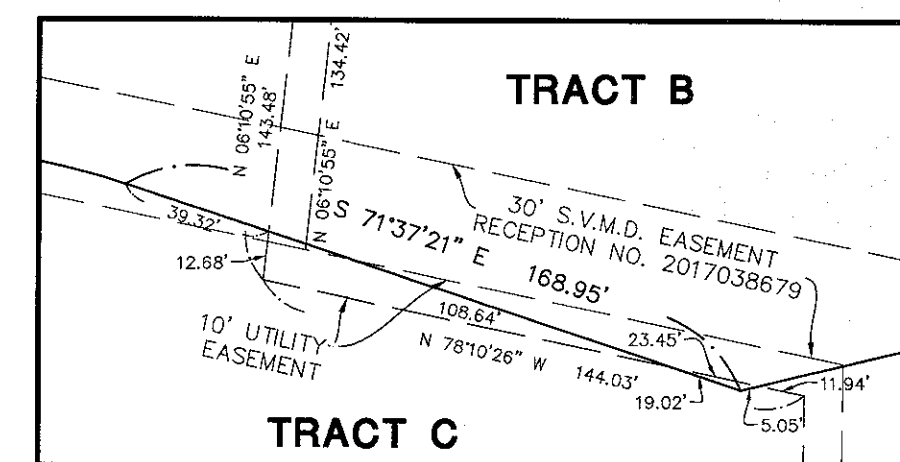 TRACT B
N 06°10'55" E
143.48'
N 06°10'55" E 134.42'
30' S.V.M.D. EASEMENT
RECEPTION NO. 2017038679
S 71°37'21" E 168.95'
39.32'
12.68'
108.64'
23.45'
10' UTILITY
EASEMENT
N 78°10'26" W 144.03'
19.02'
11.94'
5.05'
TRACT C